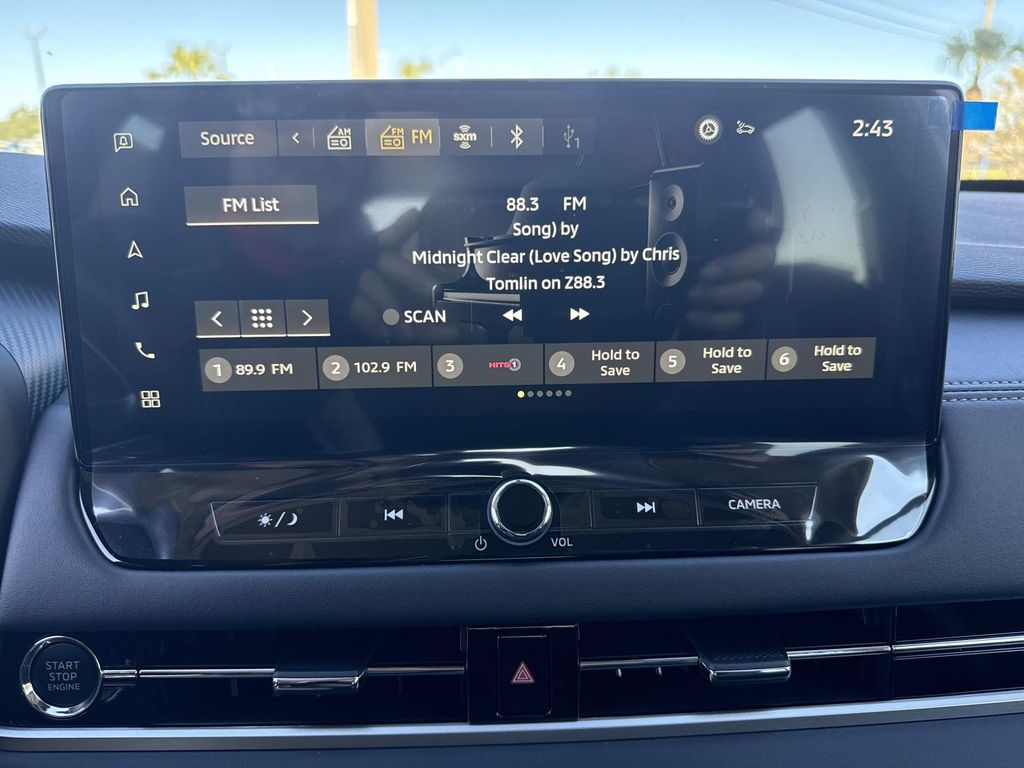 Source
AM
FM FM
sxm
1
2:43
FM List
88.3 FM
Song) by
Midnight Clear (Love Song) by Chris
Tomlin on Z88.3
SCAN
1 89.9 FM
2 102.9 FM
3 HITS1
4 Hold to
Save
5 Hold to
Save
6 Hold to
Save
CAMERA
VOL
START
STOP
ENGINE